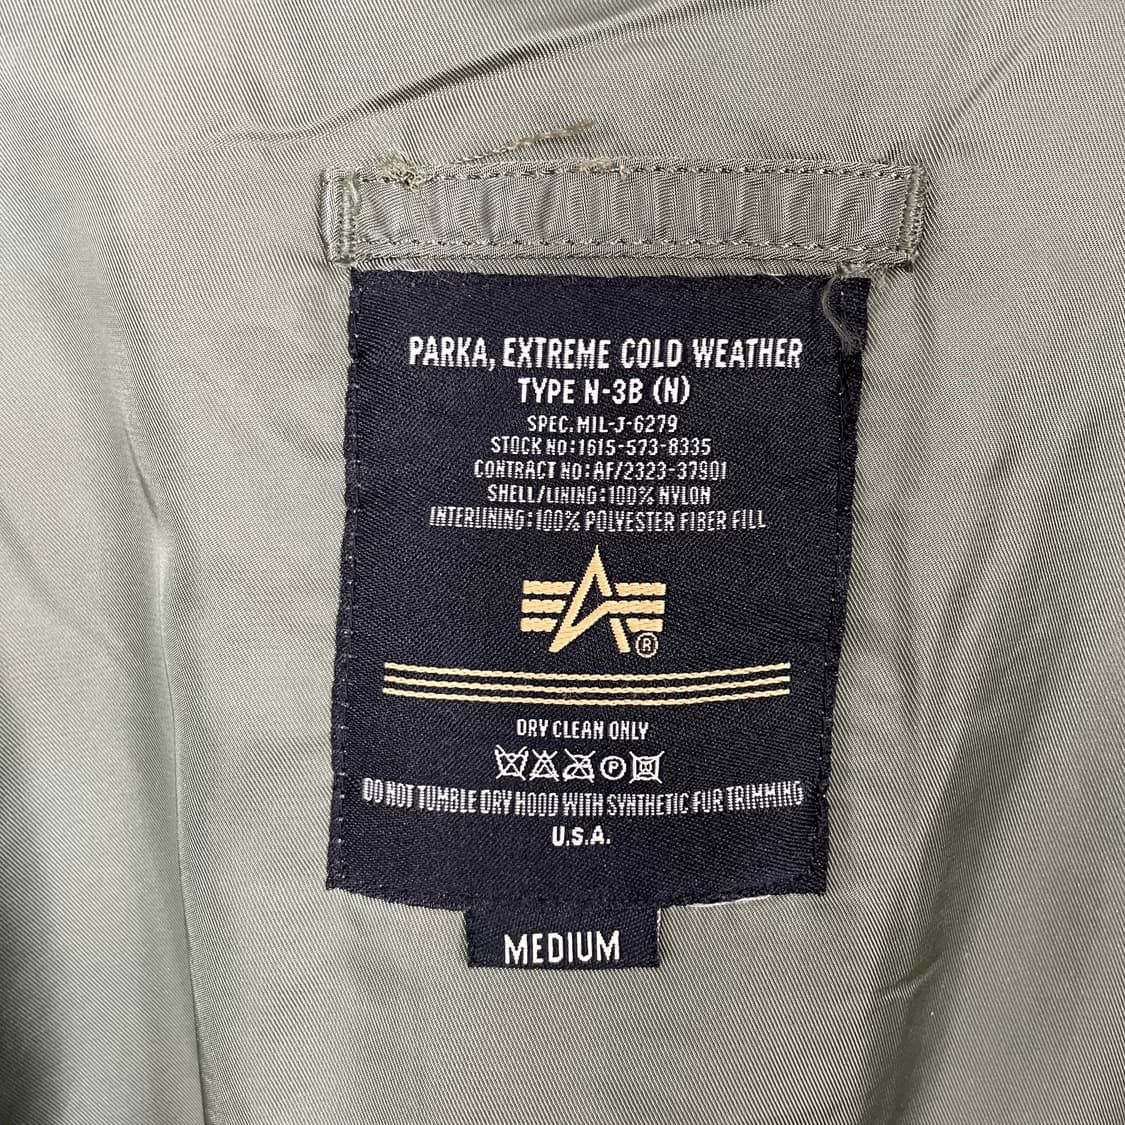 PARKA, EXTREME COLD WEATHER
TYPE N-3B (N)
SPEC. MIL-J-6279
STOCK NO:1615-573-8335
CONTRACT NO:AF/2323-37901
SHELL/LINING:100% NYLON
INTERLINING:100% POLYESTER FIBER FILL
®
DRY CLEAN ONLY
P
DO NOT TUMBLE DRY HOOD WITH SYNTHETIC FUR TRIMMING
U.S.A.
MEDIUM